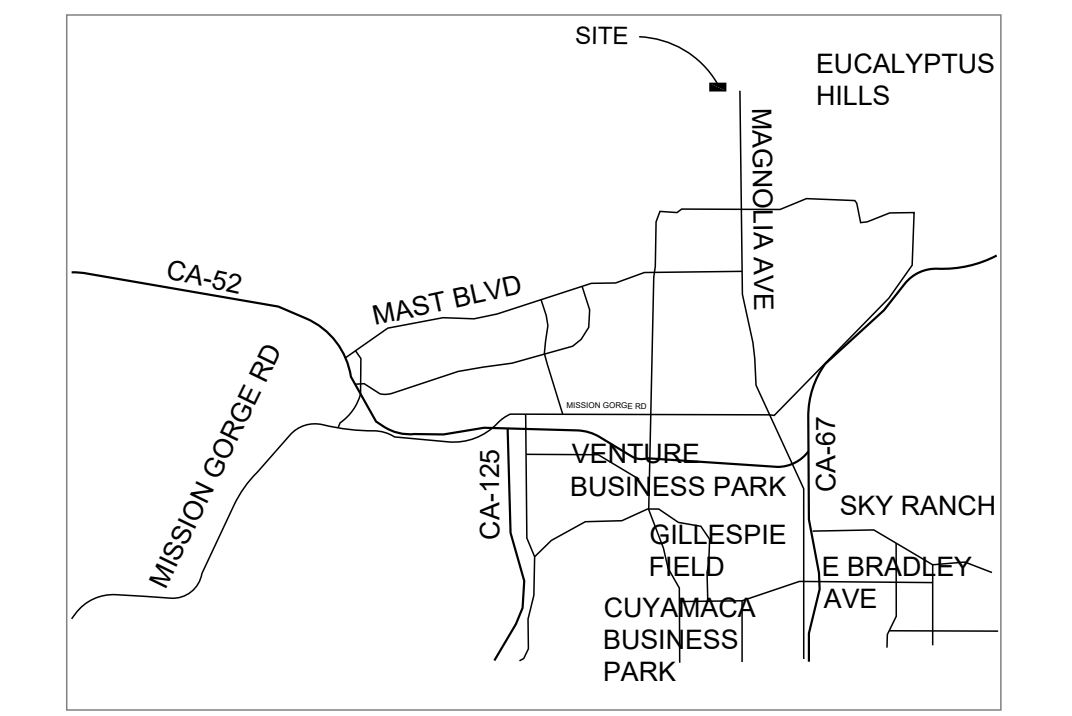 SITE
EUCALYPTUS
HILLS
MAGNOLIA AVE
CA-52
MAST BLVD
MISSION GORGE RD
MISSION GORGE RD
CA-125
VENTURE
BUSINESS PARK
CA-67
SKY RANCH
GILLESPIE
FIELD
E BRADLEY
AVE
CUYAMACA
BUSINESS
PARK